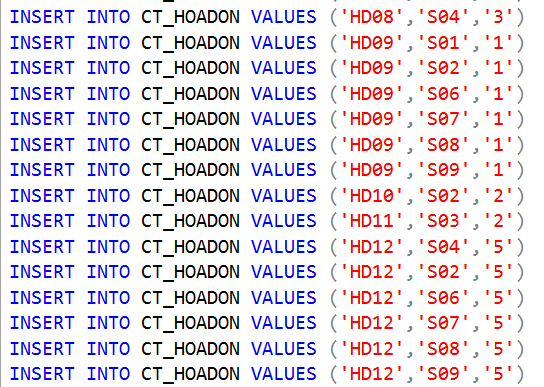 INSERT INTO CT_HOADON VALUES ('HD08','S04','3')
INSERT INTO CT_HOADON VALUES ('HD09','S01','1')
INSERT INTO CT_HOADON VALUES ('HD09','S02','1')
INSERT INTO CT_HOADON VALUES ('HD09','S06','1')
INSERT INTO CT_HOADON VALUES ('HD09','S07','1')
INSERT INTO CT_HOADON VALUES ('HD09','S08','1')
INSERT INTO CT_HOADON VALUES ('HD09','S09','1')
INSERT INTO CT_HOADON VALUES ('HD10','S02','2')
INSERT INTO CT_HOADON VALUES ('HD11','S03','2')
INSERT INTO CT_HOADON VALUES ('HD12','S04','5')
INSERT INTO CT_HOADON VALUES ('HD12','S02','5')
INSERT INTO CT_HOADON VALUES ('HD12','S06','5')
INSERT INTO CT_HOADON VALUES ('HD12','S07','5')
INSERT INTO CT_HOADON VALUES ('HD12','S08','5')
INSERT INTO CT_HOADON VALUES ('HD12','S09','5')